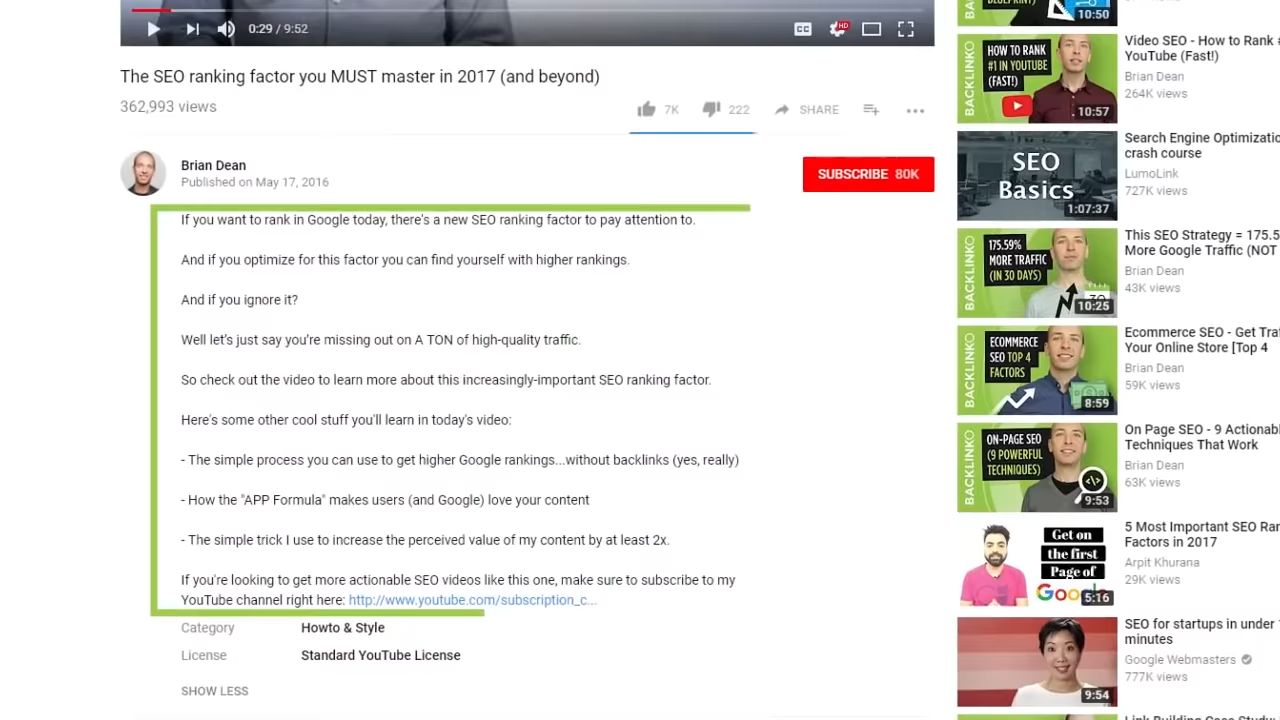 0:29 / 9:52
CC
HD
The SEO ranking factor you MUST master in 2017 (and beyond)
362,993 views
7K
222
SHARE
Brian Dean
Published on May 17, 2016
SUBSCRIBE 80K
If you want to rank in Google today there's a new SEO ranking factor to pay attention to.
And if you optimize for this factor you can find yourself with higher rankings.
And if you ignore it?
Well let's just say you're missing out on A TON of high-quality traffic.
So check out the video to learn more about this increasingly-important SEO ranking factor.
Here's some other cool stuff you'll learn in today's video:
- The simple process you can use to get higher Google rankings...without backlinks (yes, really)
- How the "APP Formula" makes users (and Google) love your content
- The simple trick I use to increase the perceived value of my content by at least 2x.
If you're looking to get more actionable SEO videos like this one, make sure to subscribe to my
YouTube channel right here: http://www.youtube.com/subscription_c...
Category
Howto & Style
License
Standard YouTube License
SHOW LESS
10:50
BACKLINKO
HOW TO RANK
#1 IN YOUTUBE
(FAST!)
10:57
Video SEO - How to Rank
YouTube (Fast!)
Brian Dean
264K views
SEO
Basics
1:07:37
Search Engine Optimizatio
crash course
LumoLink
727K views
BACKLINKO
175.59%
MORE TRAFFIC
(IN 30 DAYS)
10:25
This SEO Strategy = 175.5
More Google Traffic (NOT
Brian Dean
43K views
BACKLINKO
ECOMMERCE
SEO TOP 4
FACTORS
8:59
Ecommerce SEO - Get Tra
Your Online Store [Top 4
Brian Dean
59K views
BACKLINKO
ON-PAGE SEO
(9 POWERFUL
TECHNIQUES)
</>
9:53
On Page SEO - 9 Actionabl
Techniques That Work
Brian Dean
63K views
Get on
the first
Page of
Google
5:16
5 Most Important SEO Ran
Factors in 2017
Arpit Khurana
29K views
9:54
SEO for startups in under
minutes
Google Webmasters
777K views